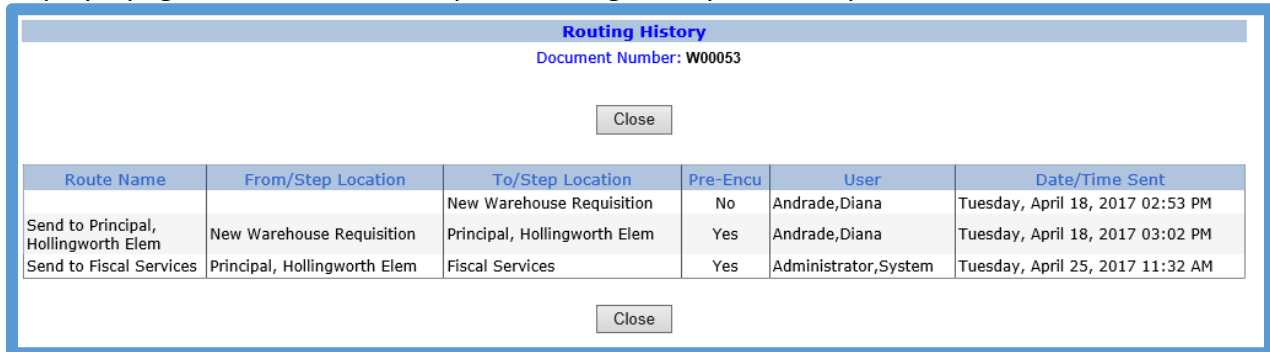 Routing History
Document Number: W00053
Close
Route Name From/Step Location To/Step Location Pre-Encu User Date/Time Sent
New Warehouse Requisition No Andrade,Diana Tuesday, April 18, 2017 02:53 PM
Send to Principal,
Hollingworth Elem New Warehouse Requisition Principal, Hollingworth Elem Yes Andrade,Diana Tuesday, April 18, 2017 03:02 PM
Send to Fiscal Services Principal, Hollingworth Elem Fiscal Services Yes Administrator,System Tuesday, April 25, 2017 11:32 AM
Close